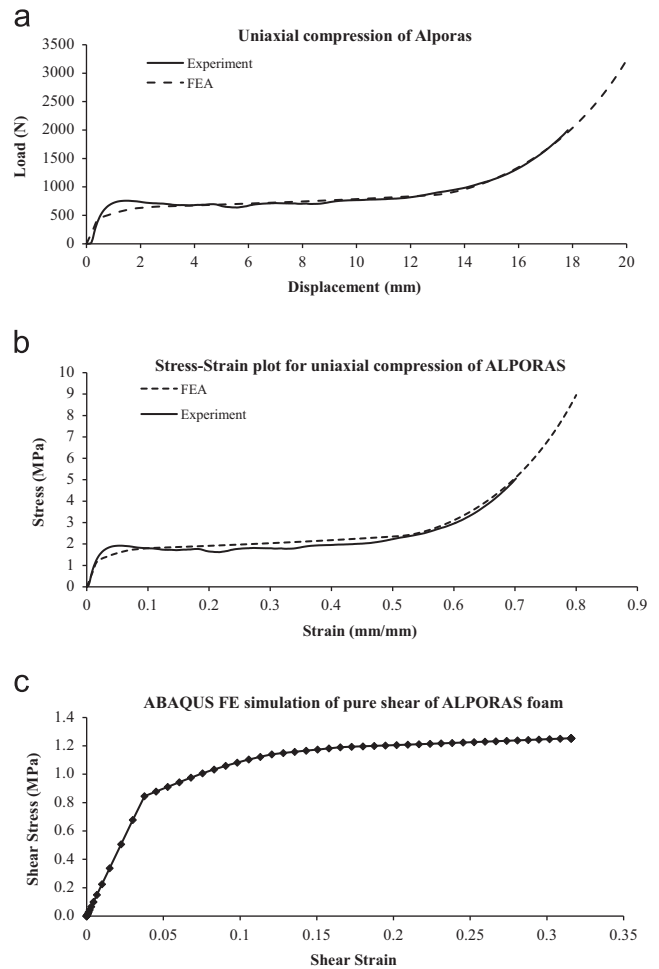 a
Uniaxial compression of Alporas
3500
3000
2500
2000
1500
1000
500
0
Experiment
FEA
Load (N)
0 2 4 6 8 10 12 14 16 18 20
Displacement (mm)
b
Stress-Strain plot for uniaxial compression of ALPORAS
10
9
8
7
6
5
4
3
2
1
0
FEA
Experiment
Stress (MPa)
0 0.1 0.2 0.3 0.4 0.5 0.6 0.7 0.8 0.9
Strain (mm/mm)
c
ABAQUS FE simulation of pure shear of ALPORAS foam
1.4
1.2
1.0
0.8
0.6
0.4
0.2
0.0
Shear Stress (MPa)
0 0.05 0.1 0.15 0.2 0.25 0.3 0.35
Shear Strain